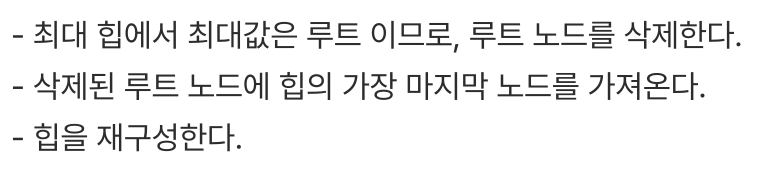 - 최대 힙에서 최대값은 루트 이므로, 루트 노드를 삭제한다.
- 삭제된 루트 노드에 힙의 가장 마지막 노드를 가져온다.
- 힙을 재구성한다.